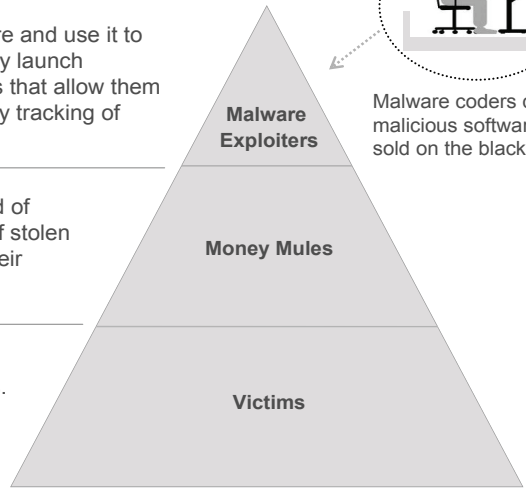 re and use it to
y launch
s that allow them
y tracking of
d of
f stolen
eir
.
Malware
Exploiters
Money Mules
Victims
Malware coders
malicious softwar
sold on the black